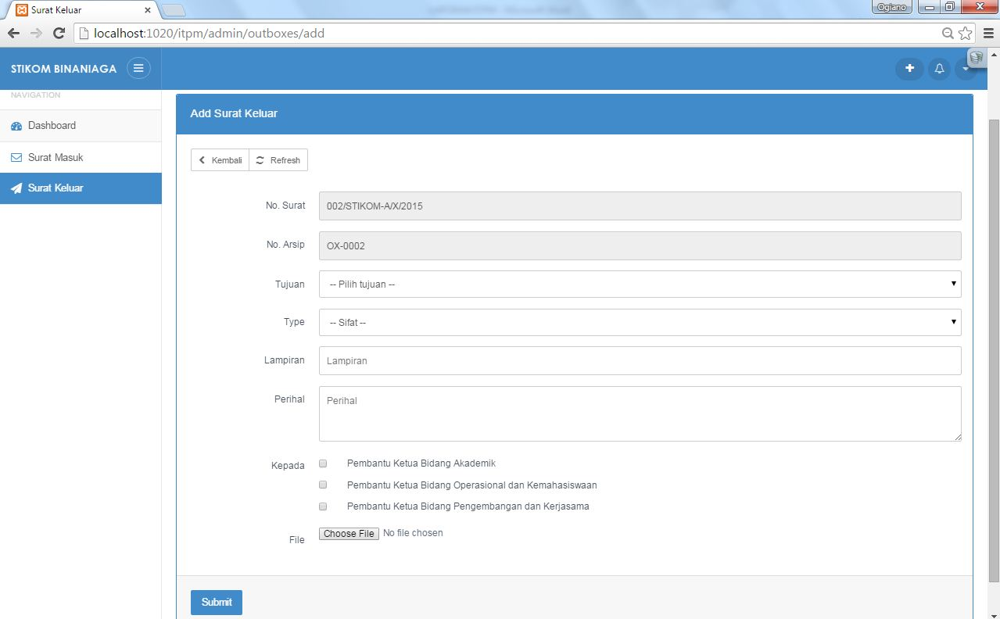 Surat Keluar
Ogiano
localhost:1020/itpm/admin/outboxes/add
STIKOM BINANIAGA
NAVIGATION
Dashboard
Surat Masuk
Surat Keluar
Add Surat Keluar
Kembali Refresh
No. Surat 002/STIKOM-A/X/2015
No. Arsip OX-0002
Tujuan -- Pilih tujuan --
Type -- Sifat --
Lampiran Lampiran
Perihal Perihal
Kepada Pembantu Ketua Bidang Akademik
Pembantu Ketua Bidang Operasional dan Kemahasiswaan
Pembantu Ketua Bidang Pengembangan dan Kerjasama
File Choose File No file chosen
Submit